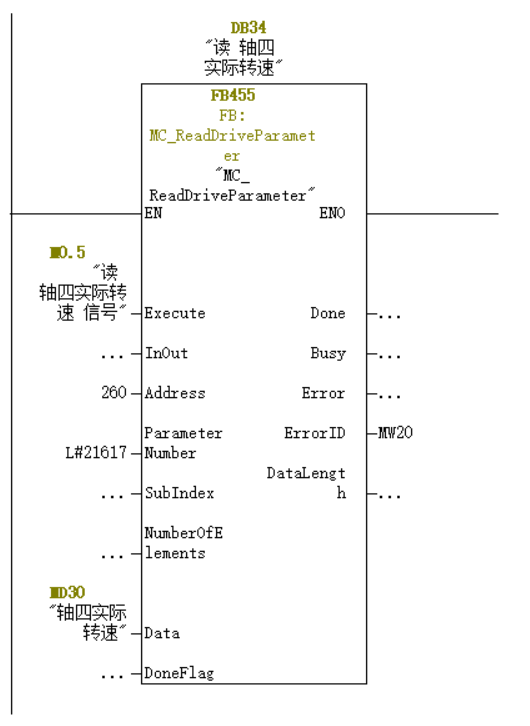 DB34
"读 轴四
实际转速"
FB455
FB:
MC_ReadDriveParamet
er
"MC_
ReadDriveParameter"
EN ENO
M0.5
"读
轴四实际转
速 信号" Execute Done ...
... InOut Busy ...
260 Address Error ...
Parameter ErrorID MW20
L#21617 Number
DataLengt
... SubIndex h ...
NumberOfE
... lements
MD30
"轴四实际
转速" Data
... DoneFlag